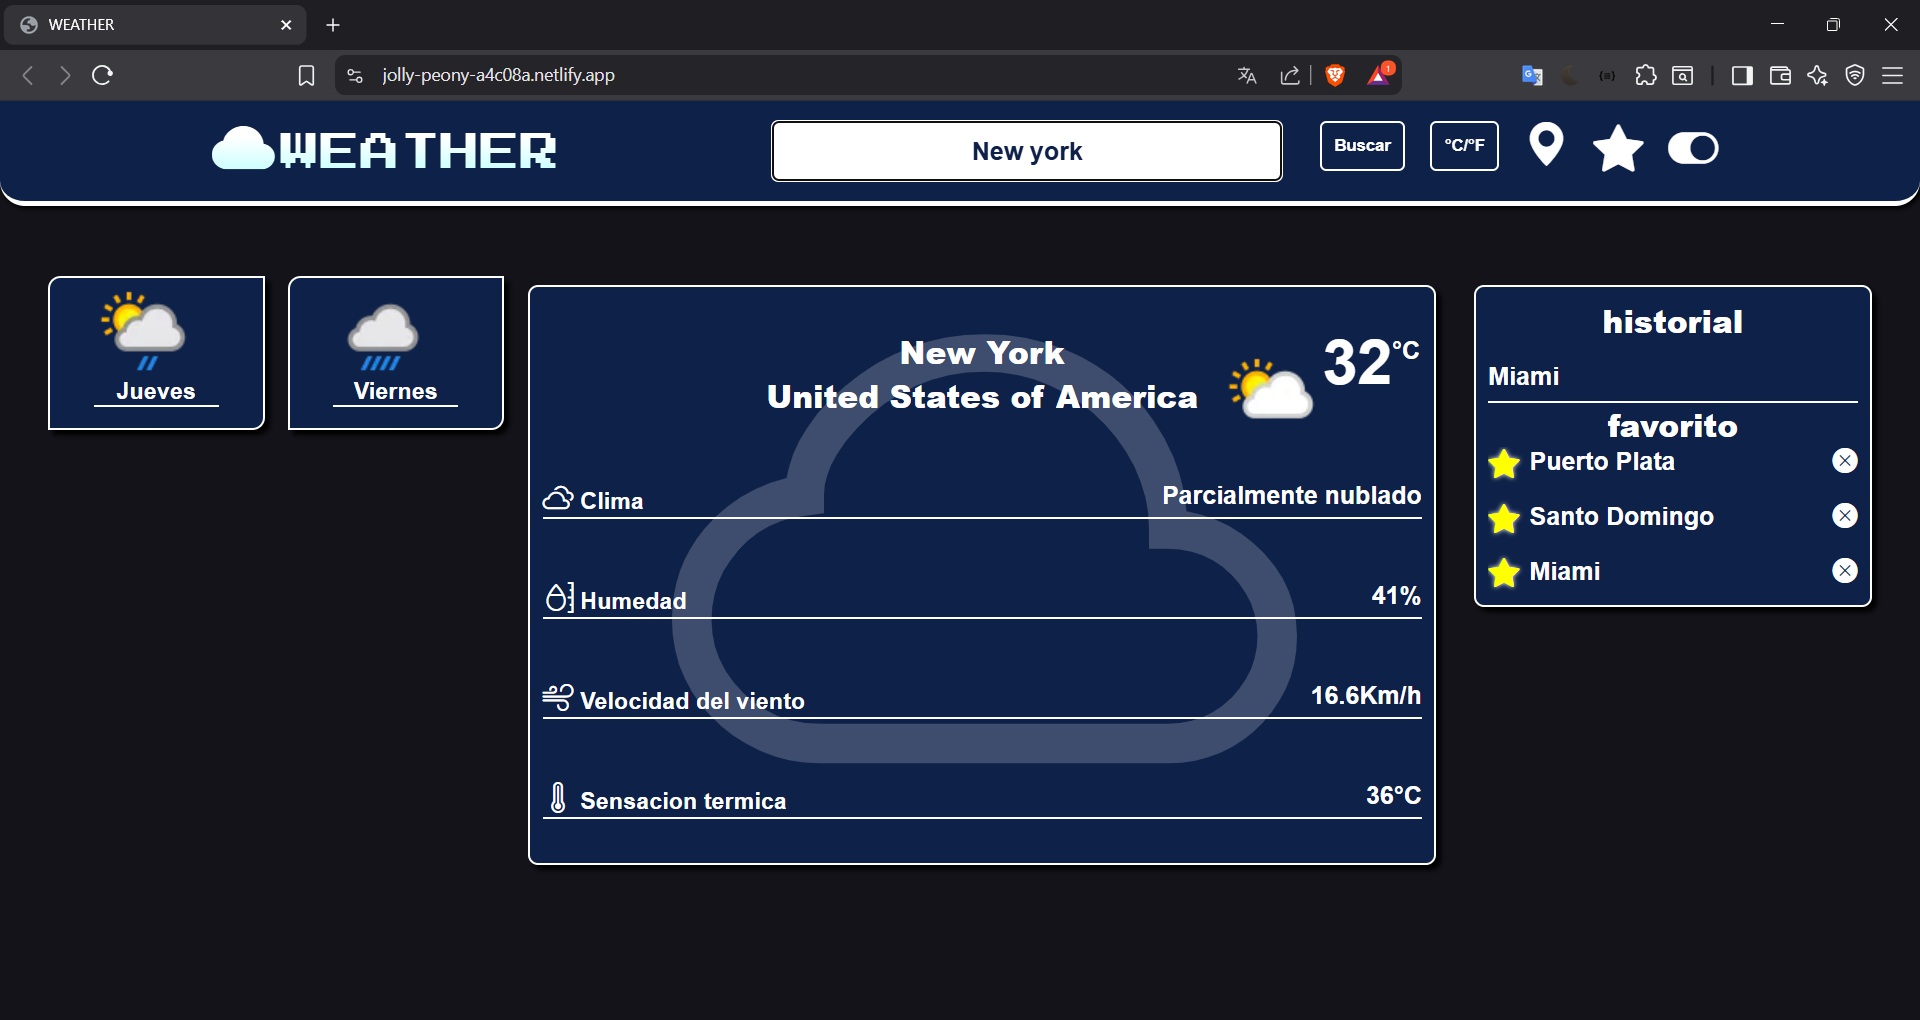 WEATHER
jolly-peony-a4c08a.netlify.app
1
WEATHER
New york
Buscar
°C/°F
Jueves
Viernes
New York
United States of America
32°C
Clima
Parcialmente nublado
Humedad
41%
Velocidad del viento
16.6Km/h
Sensacion termica
36°C
historial
Miami
favorito
Puerto Plata
Santo Domingo
Miami